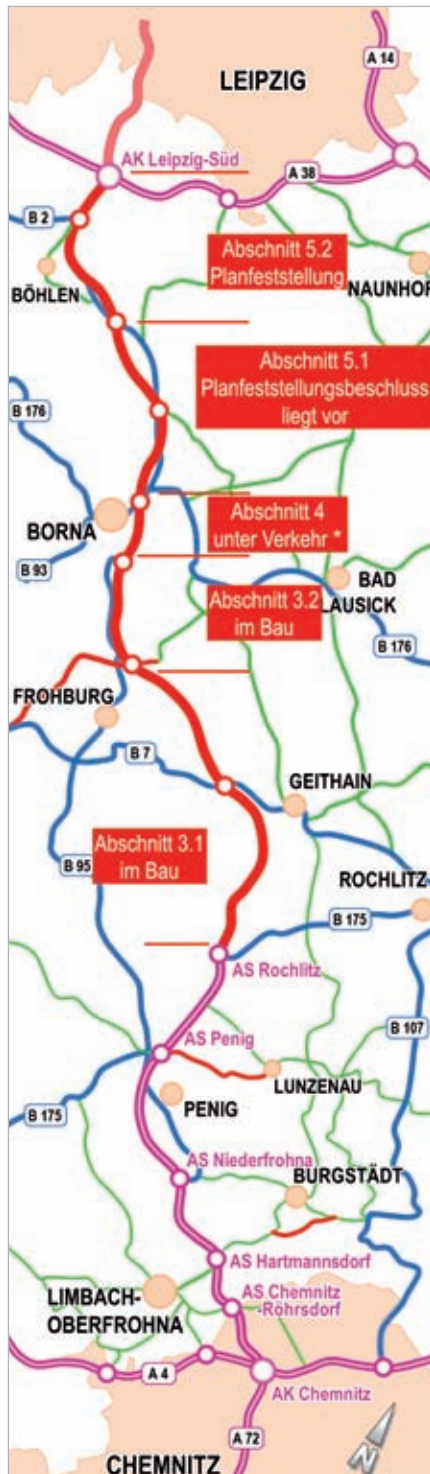 A 14
LEIPZIG
AK Leipzig-Süd
A 38
B 2
Abschnitt 5.2
Planfeststellung
BÖHLEN
NAUNHOF
Abschnitt 5.1
Planfeststellungsbeschluss
liegt vor
B 176
Abschnitt 4
unter Verkehr *
BORNA
B 93
BAD
LAUSICK
Abschnitt 3.2
im Bau
B 176
FROHBURG
B 7
GEITHAIN
Abschnitt 3.1
im Bau
B 95
ROCHLITZ
B 175
AS Rochlitz
B 107
AS Penig
LUNZENAU
PENIG
B 175
AS Niederfrohna
BURGSTÄDT
AS Hartmannsdorf
LIMBACH-
OBERFROHNA
AS Chemnitz
-Röhrsdorf
A 4
AK Chemnitz
A 72
CHEMNITZ